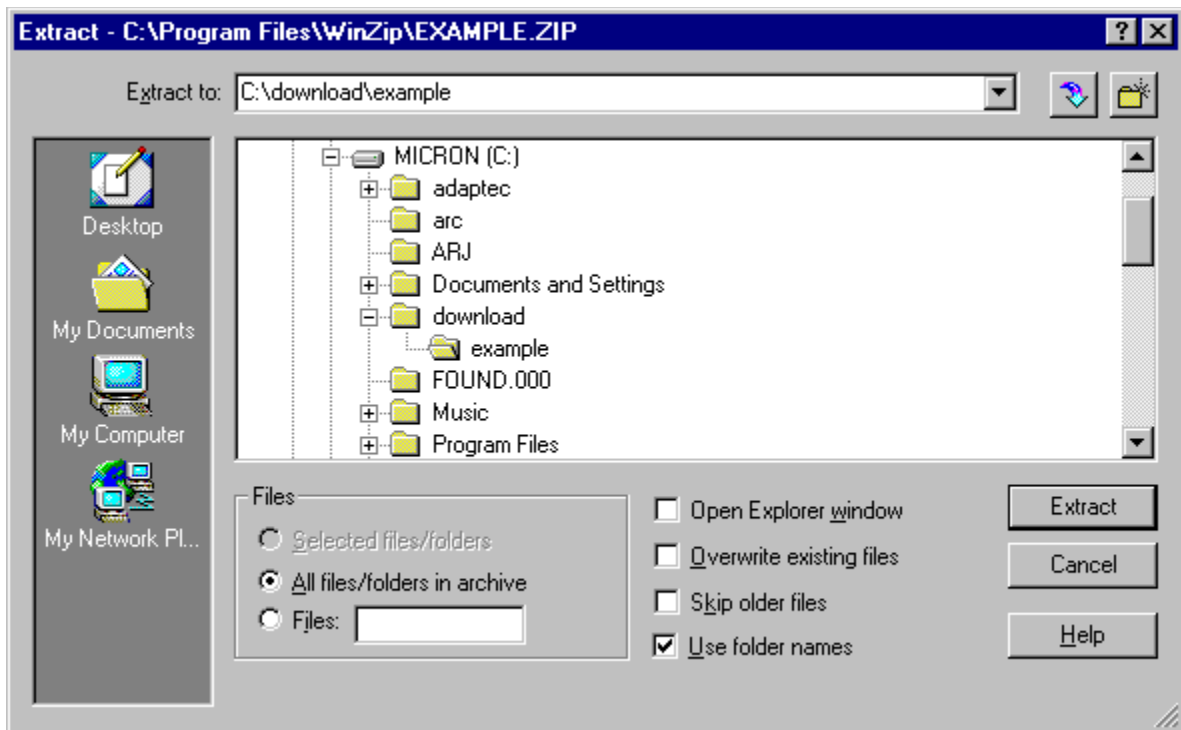 Extract - C:\Program Files\WinZip\EXAMPLE.ZIP
Extract to: C:\download\example
Desktop
My Documents
My Computer
My Network Pl...
MICRON (C:)
adaptec
arc
ARJ
Documents and Settings
download
example
FOUND.000
Music
Program Files
Files
Selected files/folders
All files/folders in archive
Files:
Open Explorer window
Overwrite existing files
Skip older files
Use folder names
Extract
Cancel
Help